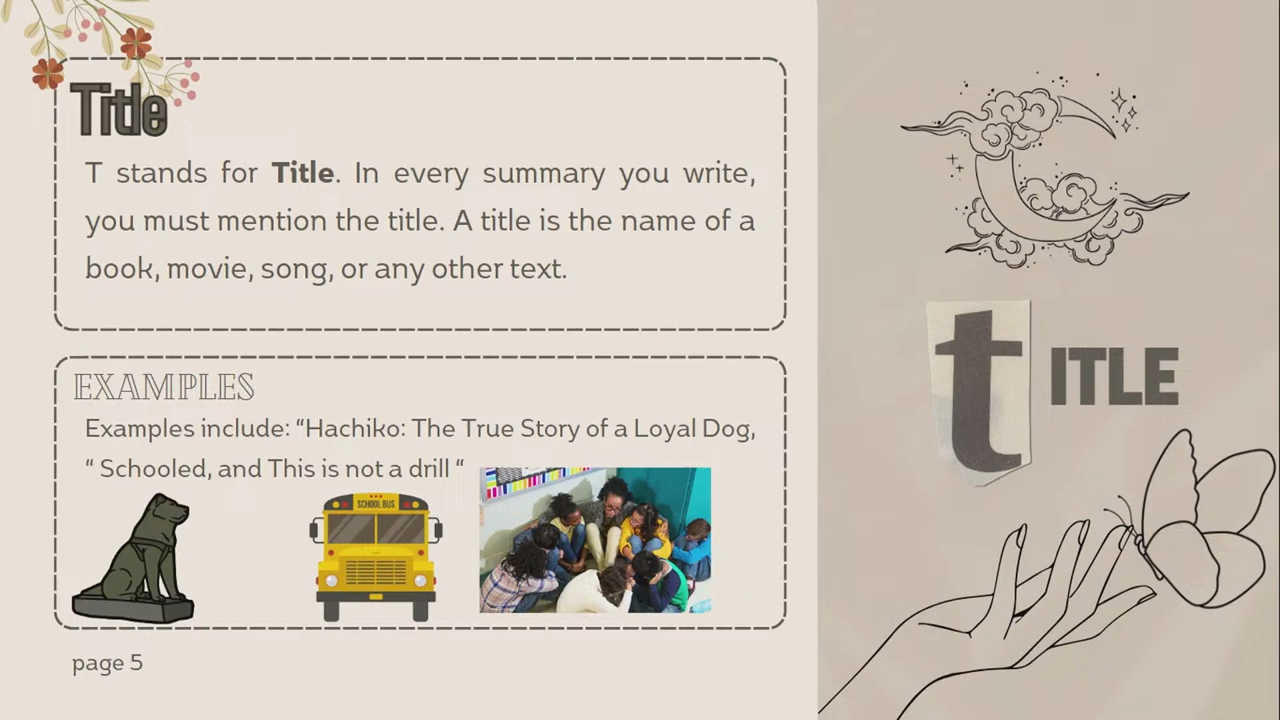 Title
T stands for Title. In every summary you write,
you must mention the title. A title is the name of a
book, movie, song, or any other text.
EXAMPLES
Examples include: “Hachiko: The True Story of a Loyal Dog,
“ Schooled, and This is not a drill “
SCHOOL BUS
page 5
tITLE